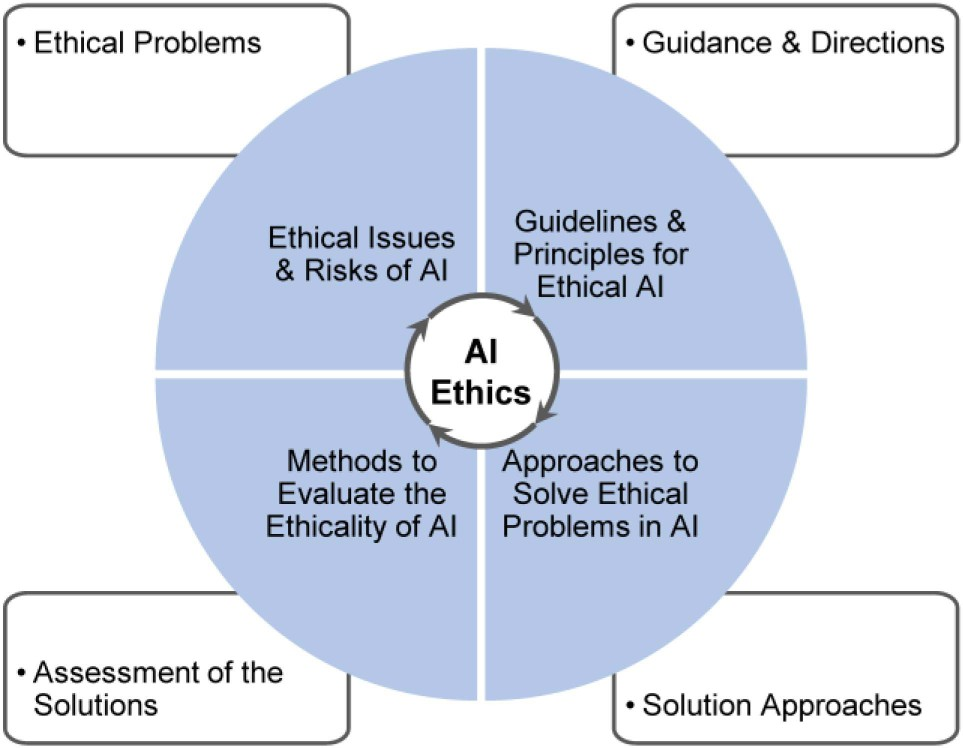 • Ethical Problems
• Guidance & Directions
Ethical Issues
& Risks of AI
Guidelines &
Principles for
Ethical AI
AI
Ethics
Methods to
Evaluate the
Ethicality of AI
Approaches to
Solve Ethical
Problems in AI
• Assessment of the
Solutions
• Solution Approaches